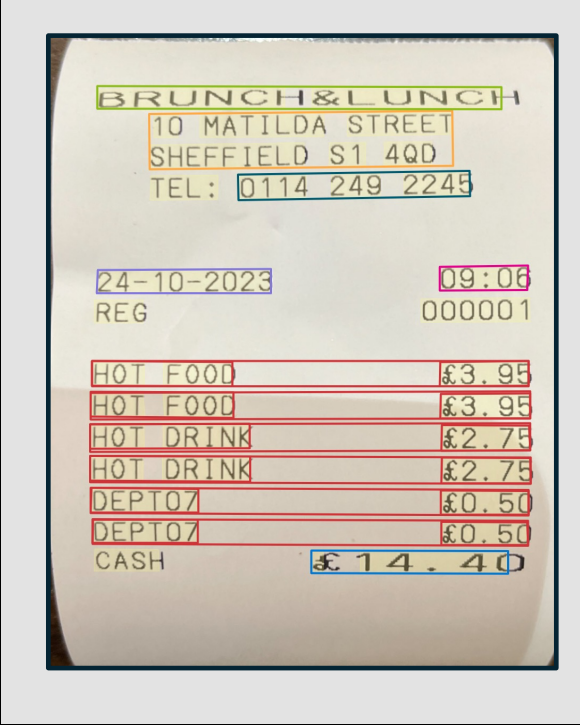 BRUNCH&LUNCH
10 MATILDA STREET
SHEFFIELD S1 4QD
TEL: 0114 249 2245
24-10-2023 09:06
REG 000001
HOT FOOD £3.95
HOT FOOD £3.95
HOT DRINK £2.75
HOT DRINK £2.75
DEPT07 £0.50
DEPT07 £0.50
CASH £14.40